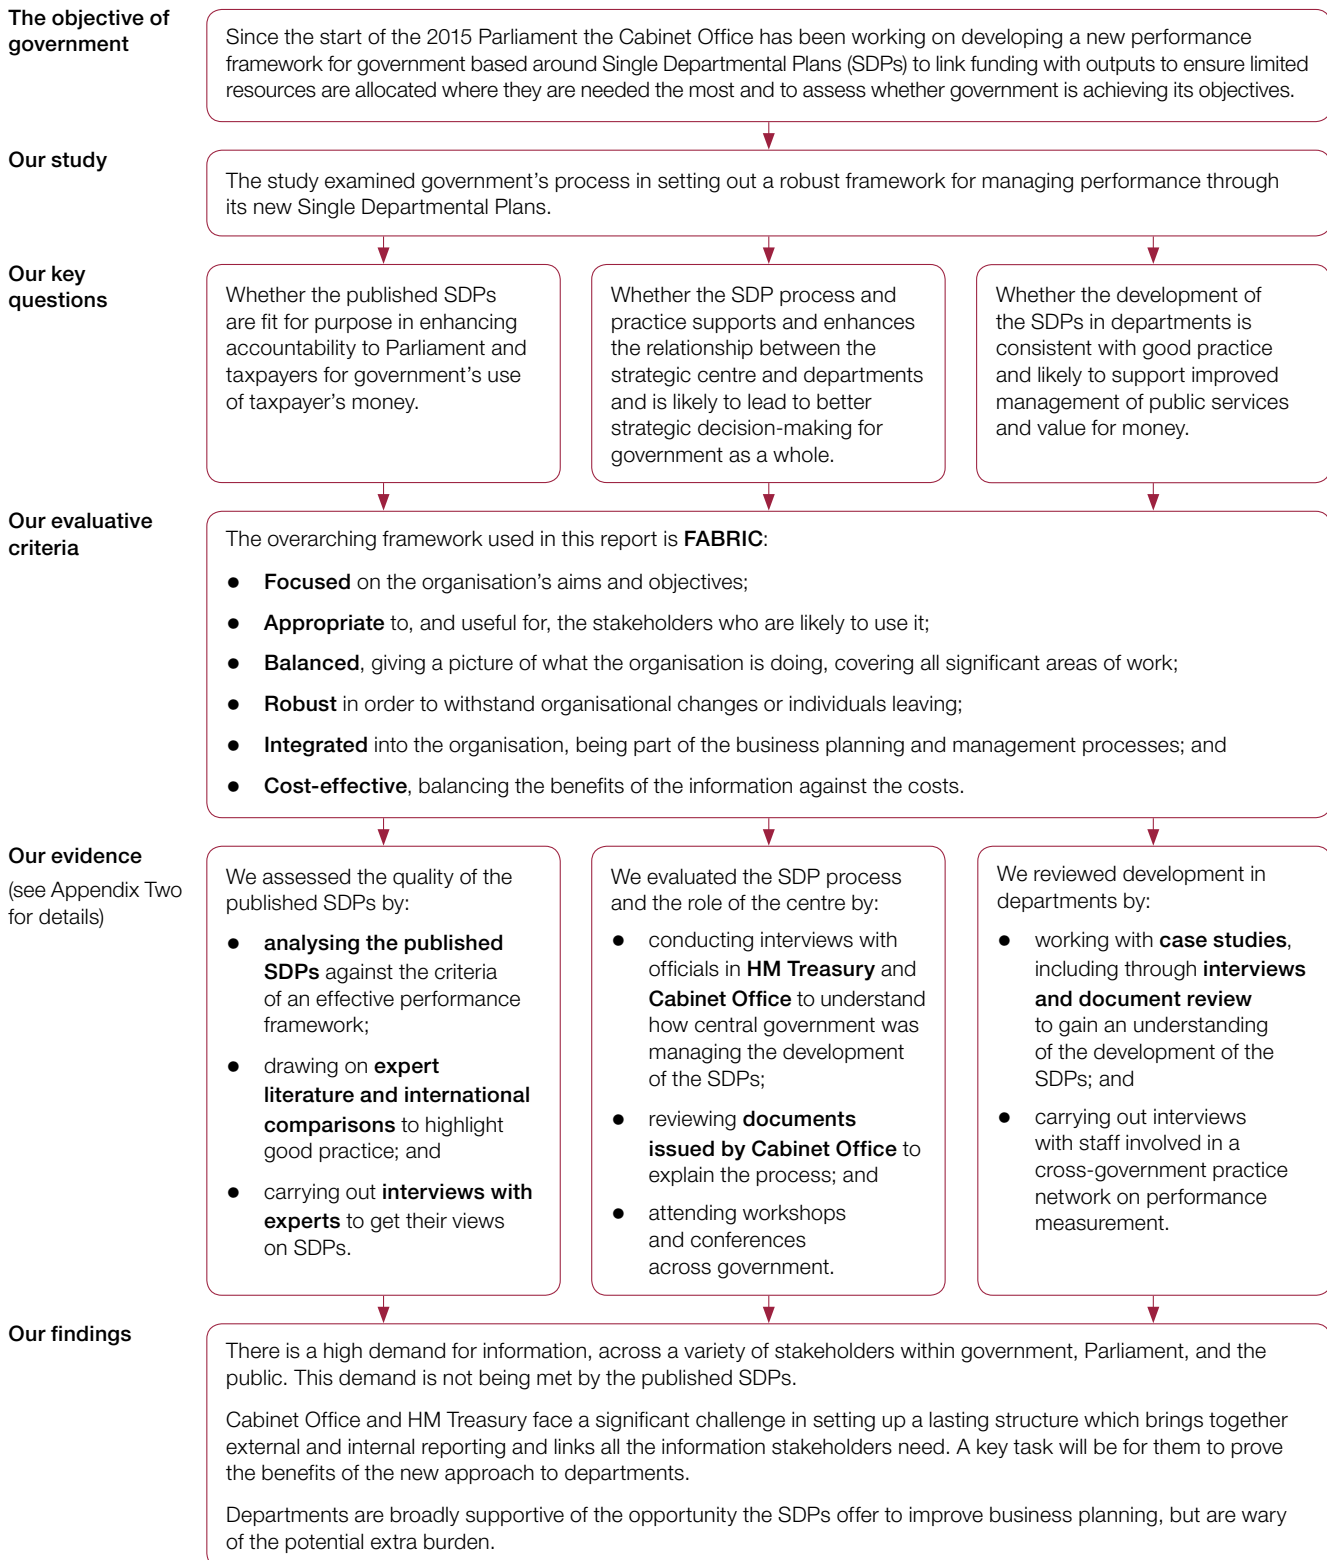 The objective of
government
Since the start of the 2015 Parliament the Cabinet Office has been working on developing a new performance
framework for government based around Single Departmental Plans (SDPs) to link funding with outputs to ensure limited
resources are allocated where they are needed the most and to assess whether government is achieving its objectives.
Our study
The study examined government's process in setting out a robust framework for managing performance through
its new Single Departmental Plans.
Our key
questions
Whether the published SDPs
are fit for purpose in enhancing
accountability to Parliament and
taxpayers for government's use
of taxpayer's money.
Whether the SDP process and
practice supports and enhances
the relationship between the
strategic centre and departments
and is likely to lead to better
strategic decision-making for
government as a whole.
Whether the development of
the SDPs in departments is
consistent with good practice
and likely to support improved
management of public services
and value for money.
Our evaluative
criteria
The overarching framework used in this report is FABRIC:
● Focused on the organisation's aims and objectives;
● Appropriate to, and useful for, the stakeholders who are likely to use it;
● Balanced, giving a picture of what the organisation is doing, covering all significant areas of work;
● Robust in order to withstand organisational changes or individuals leaving;
● Integrated into the organisation, being part of the business planning and management processes; and
● Cost-effective, balancing the benefits of the information against the costs.
Our evidence
(see Appendix Two
for details)
We assessed the quality of the
published SDPs by:
● analysing the published
SDPs against the criteria
of an effective performance
framework;
● drawing on expert
literature and international
comparisons to highlight
good practice; and
● carrying out interviews with
experts to get their views
on SDPs.
We evaluated the SDP process
and the role of the centre by:
● conducting interviews with
officials in HM Treasury and
Cabinet Office to understand
how central government was
managing the development
of the SDPs;
● reviewing documents
issued by Cabinet Office to
explain the process; and
● attending workshops
and conferences
across government.
We reviewed development in
departments by:
● working with case studies,
including through interviews
and document review
to gain an understanding
of the development of the
SDPs; and
● carrying out interviews
with staff involved in a
cross-government practice
network on performance
measurement.
Our findings
There is a high demand for information, across a variety of stakeholders within government, Parliament, and the
public. This demand is not being met by the published SDPs.
Cabinet Office and HM Treasury face a significant challenge in setting up a lasting structure which brings together
external and internal reporting and links all the information stakeholders need. A key task will be for them to prove
the benefits of the new approach to departments.
Departments are broadly supportive of the opportunity the SDPs offer to improve business planning, but are wary
of the potential extra burden.